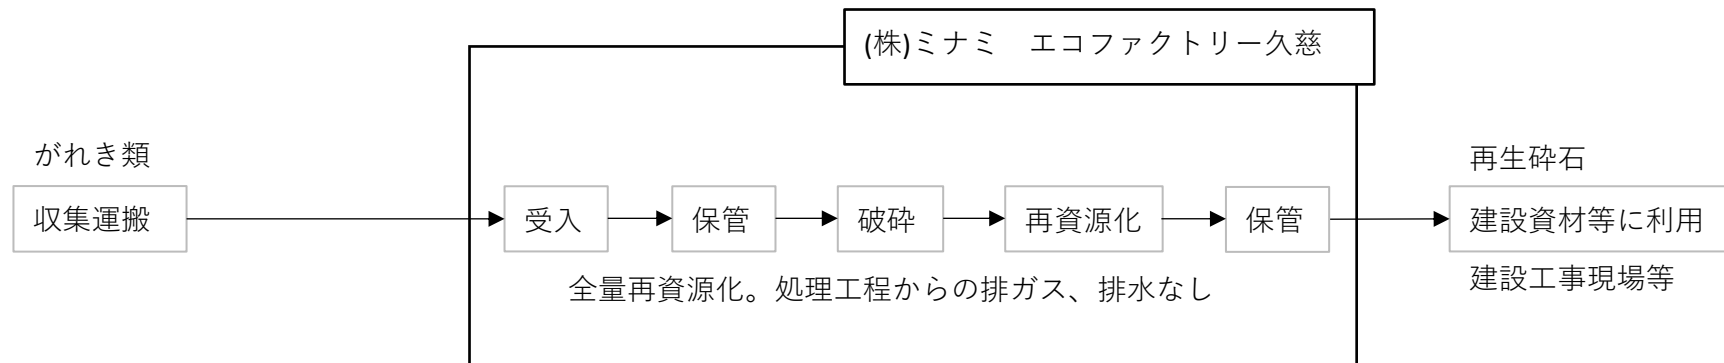 (株)ミナミ　エコファクトリー久慈
がれき類
再生砕石
収集運搬
受入
保管
破砕
再資源化
保管
建設資材等に利用
全量再資源化。処理工程からの排ガス、排水なし
建設工事現場等